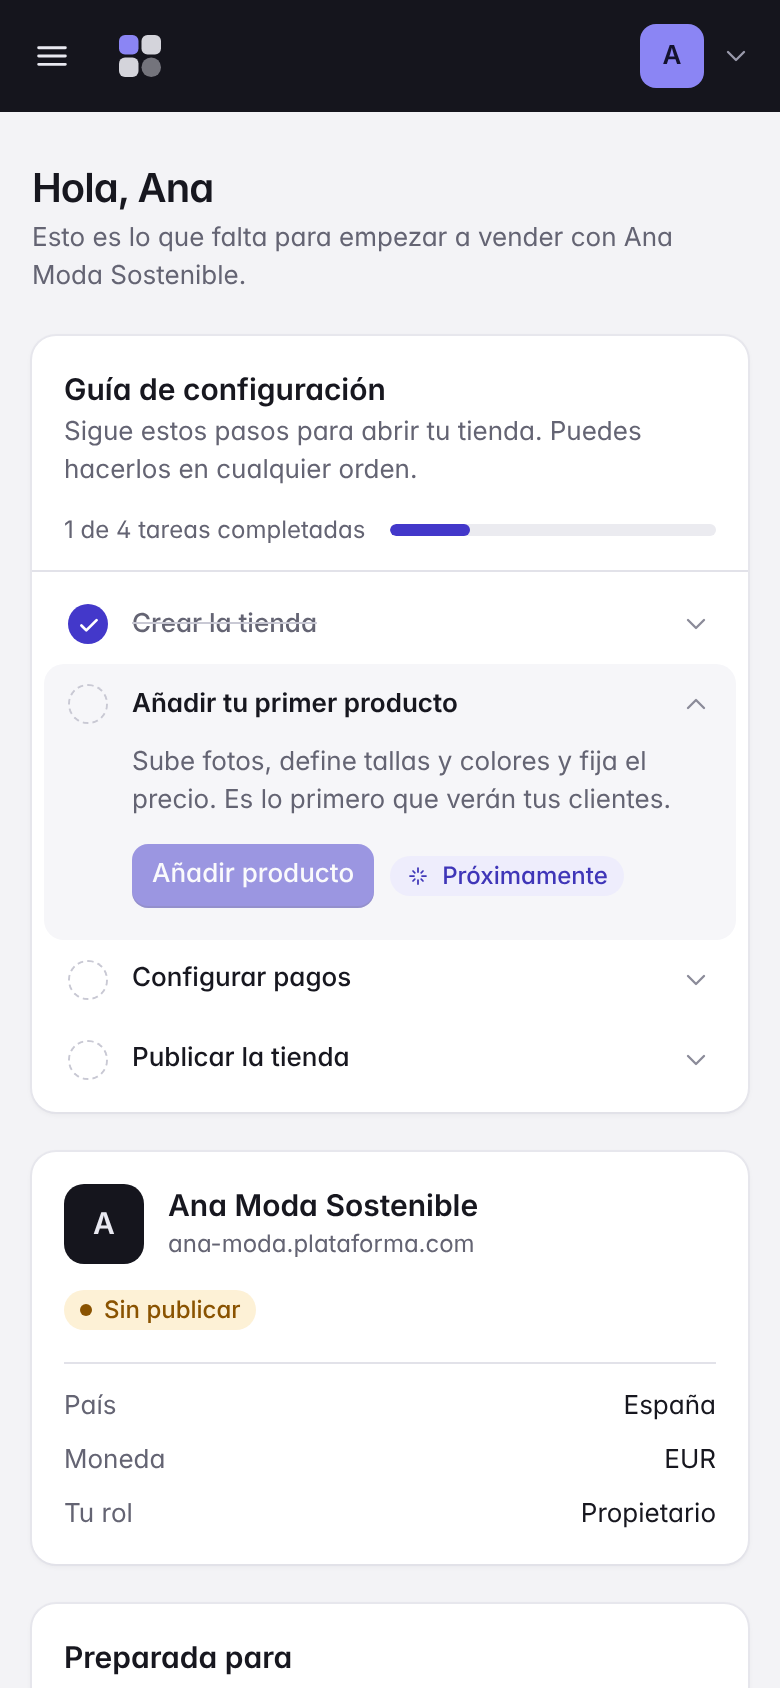 A
Hola, Ana
Esto es lo que falta para empezar a vender con Ana
Moda Sostenible.
Guía de configuración
Sigue estos pasos para abrir tu tienda. Puedes
hacerlos en cualquier orden.
1 de 4 tareas completadas
Crear la tienda
Añadir tu primer producto
Sube fotos, define tallas y colores y fija el
precio. Es lo primero que verán tus clientes.
Añadir producto
Próximamente
Configurar pagos
Publicar la tienda
A
Ana Moda Sostenible
ana-moda.plataforma.com
Sin publicar
País España
Moneda EUR
Tu rol Propietario
Preparada para